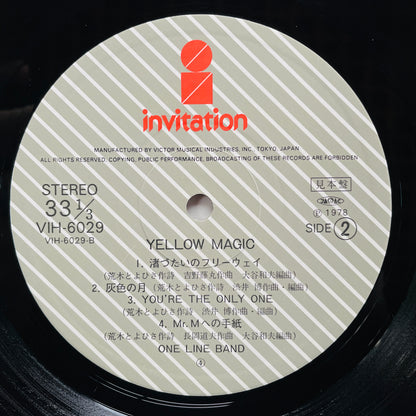 invitation
MANUFACTURED BY VICTOR MUSICAL INDUSTRIES, INC., TOKYO, JAPAN
ALL RIGHTS RESERVED. COPYING, PUBLIC PERFORMANCE, BROADCASTING OF THESE RECORDS ARE FORBIDDEN
STEREO
33 1/3
VIH-6029
VIH-6029-B
見本盤
Ⓟ 1978
SIDE 2
YELLOW MAGIC
1. 渚づたいのフリーウェイ
(荒木とよひさ作詩 吉野輝允作曲 大谷和夫編曲)
2. 灰色の月 (荒木とよひさ作詩 渋井 博作曲・編曲)
3. YOU'RE THE ONLY ONE
(荒木とよひさ作詩 渋井 博作曲・編曲)
4. Mr.Mへの手紙
(荒木とよひさ作詩 長岡道夫作曲 大谷和夫編曲)
ONE LINE BAND
④